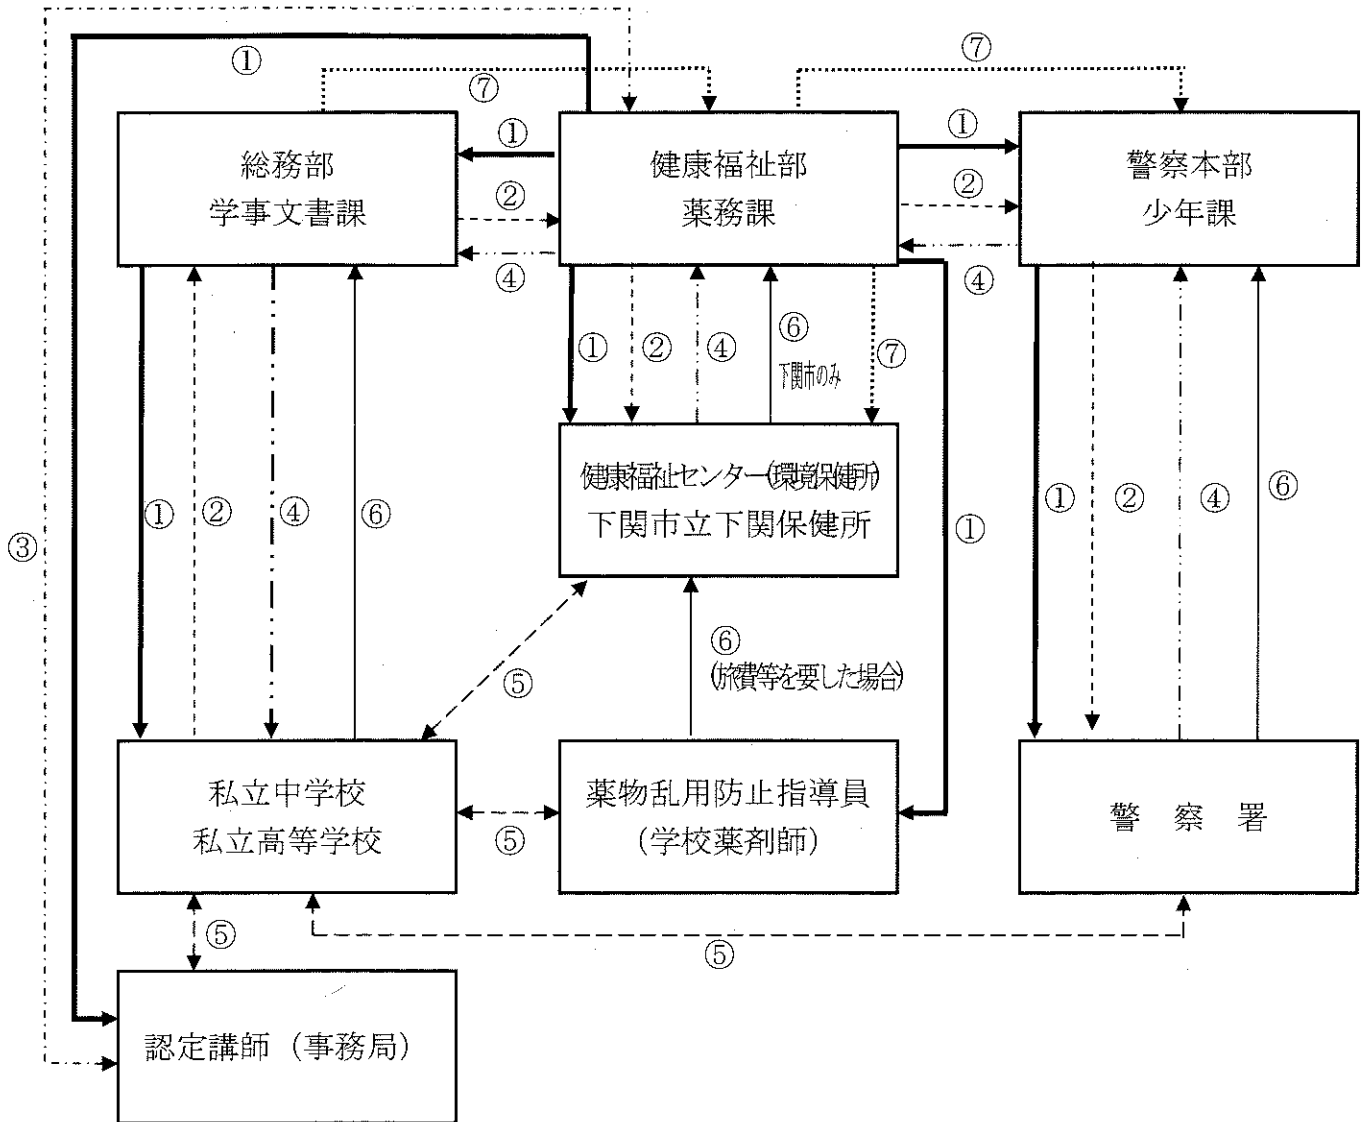 ①
⑦
⑦
総務部
学事文書課
①
②
④
健康福祉部
薬務課
①
②
④
警察本部
少年課
①
②
④
⑥
下関市のみ
⑦
健康福祉センター(環境保健所)
下関市立下関保健所
③
①
②
④
⑥
①
①
②
④
⑥
⑤
⑥
(旅費等を要した場合)
私立中学校
私立高等学校
⑤
薬物乱用防止指導員
(学校薬剤師)
警 察 署
⑤
⑤
認定講師(事務局)